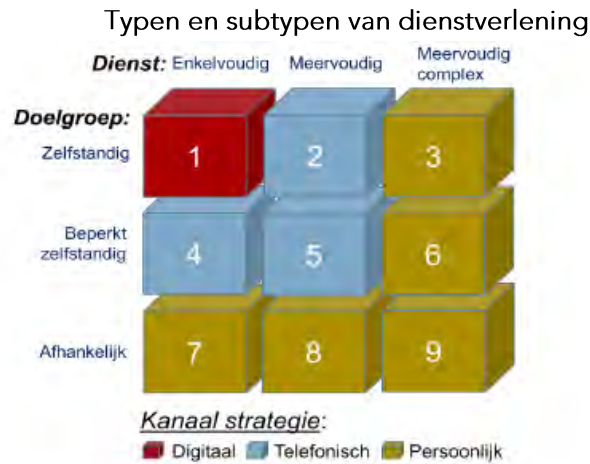 Typen en subtypen van dienstverlening
Dienst: Enkelvoudig Meervoudig Meervoudig
complex
Doelgroep:
Zelfstandig 1 2 3
Beperkt
zelfstandig 4 5 6
Afhankelijk 7 8 9
Kanaal strategie:
Digitaal Telefonisch Persoonlijk